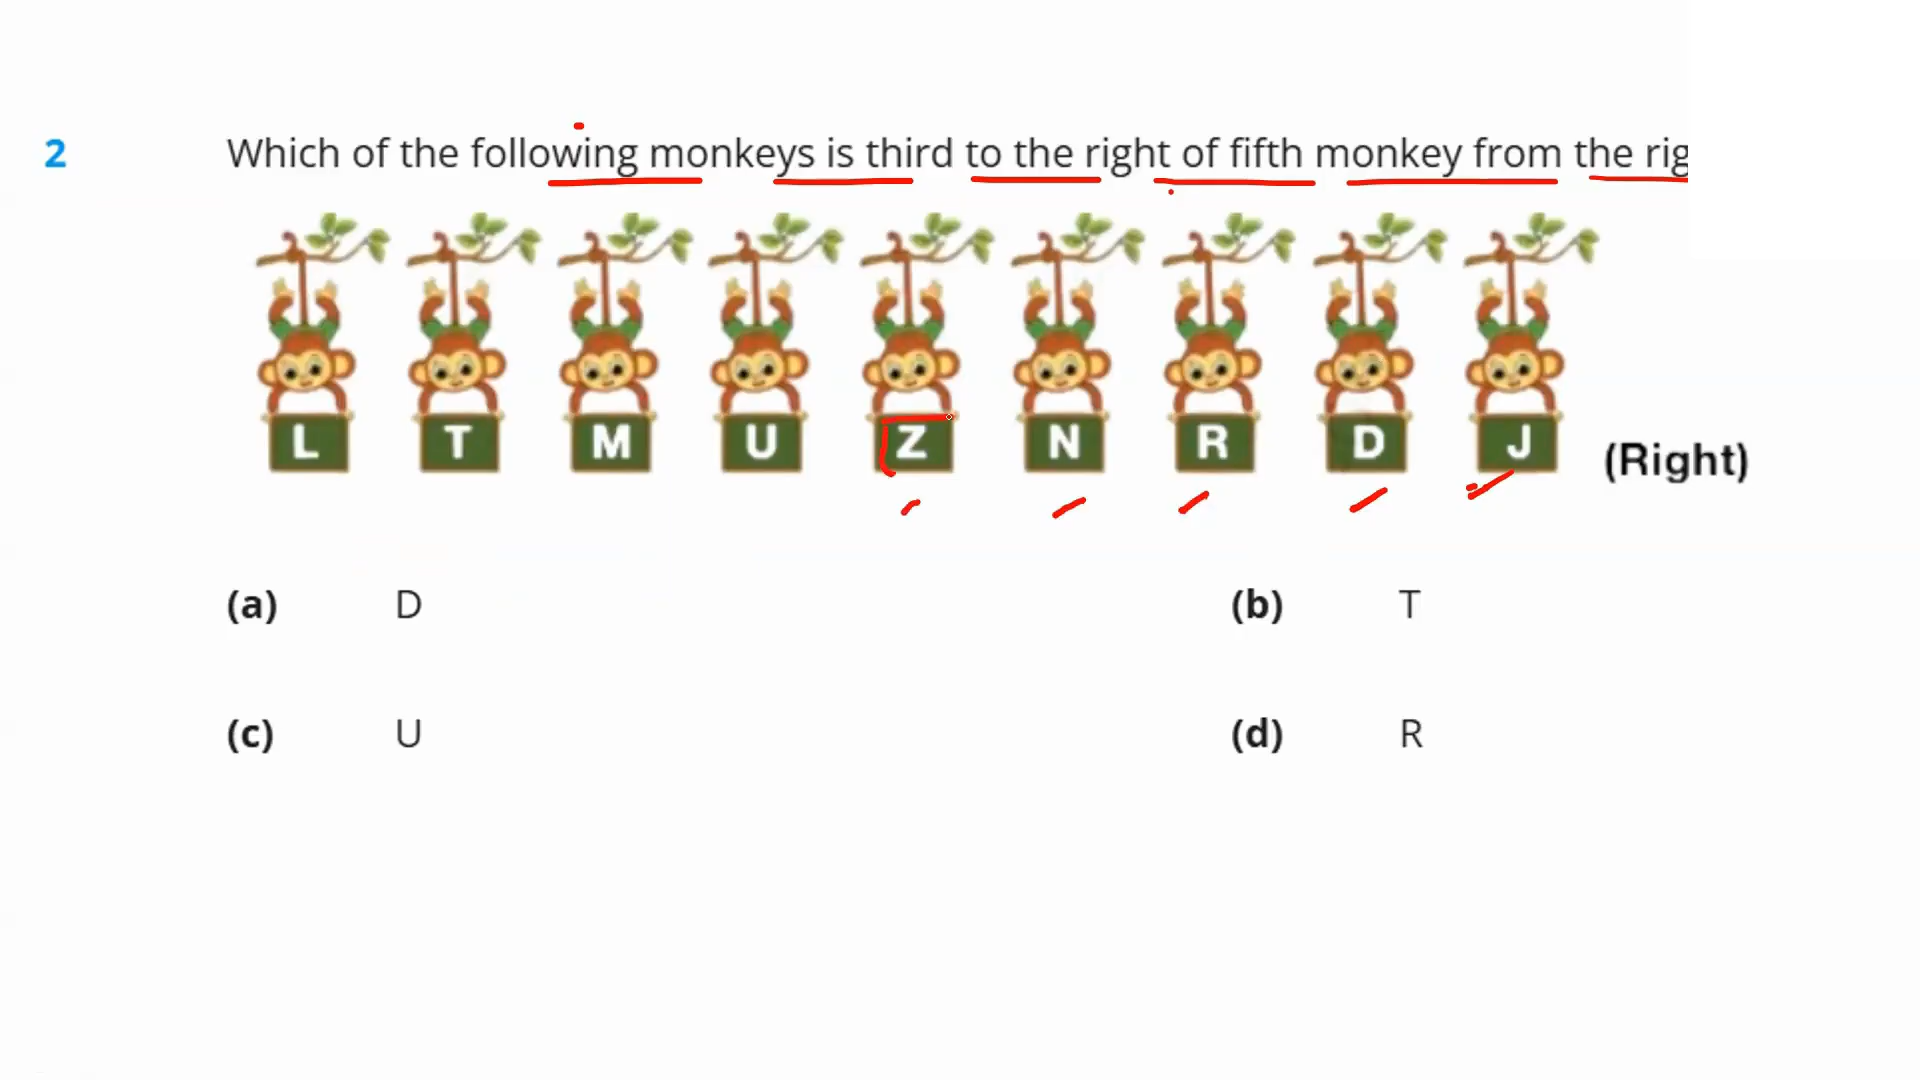 2 Which of the following monkeys is third to the right of fifth monkey from the rig
L T M U Z N R D J (Right)
(a) D (b) T
(c) U (d) R